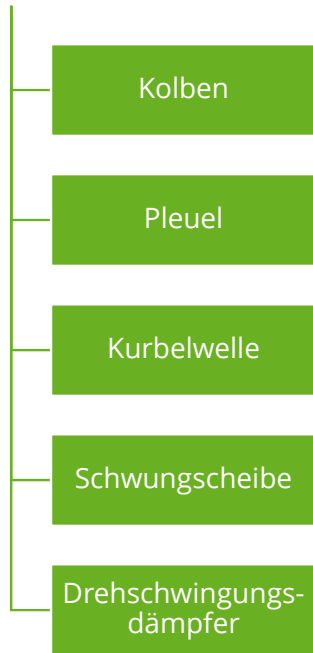 Kolben
Pleuel
Kurbelwelle
Schwungscheibe
Drehschwingungs-
dämpfer